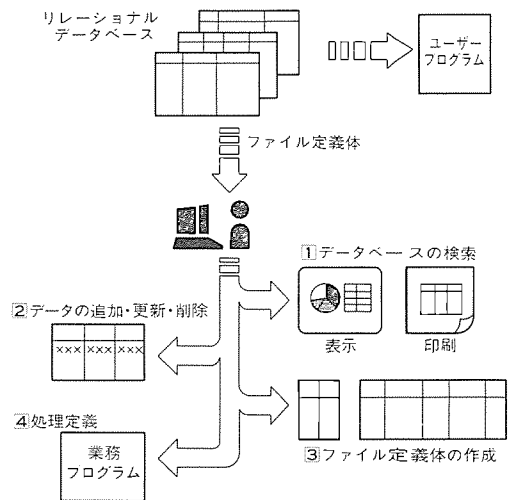 リレーショナル
データベース
ユーザー
プログラム
ファイル定義体
1データベースの検索
表示
印刷
2データの追加・更新・削除
××× ××× ×××
3ファイル定義体の作成
4処理定義
業務
プログラム